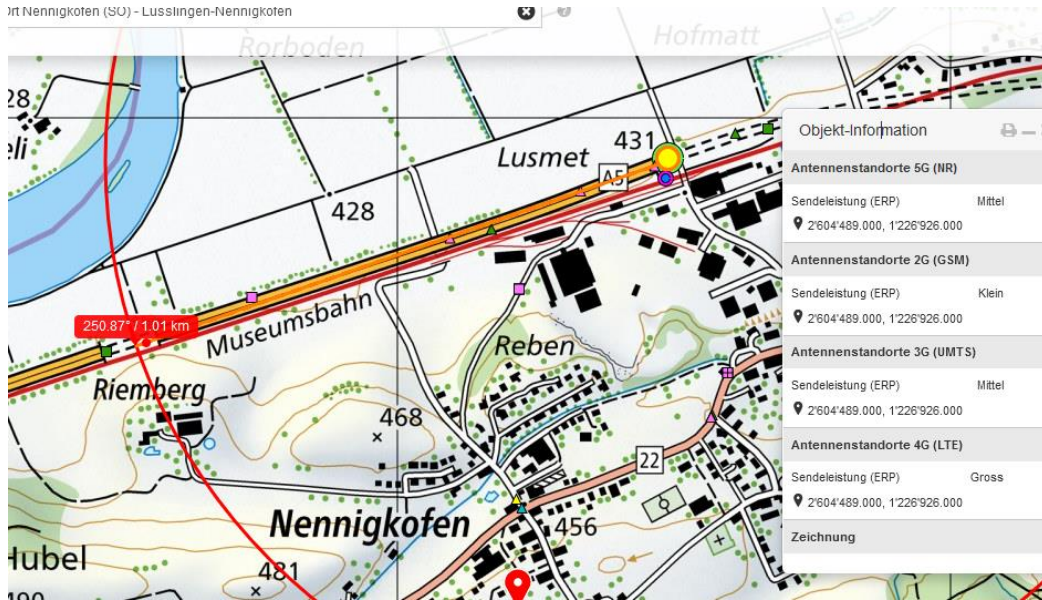 Ort Nennigkofen (SO) - Lüsslingen-Nennigkofen
Rorboden
Hofmatt
28
eli
Lusmet
431
A5
428
250.87° / 1.01 km
Museumsbahn
Riemberg
Reben
468
22
Nennigkofen
456
Hubel
481
490
Objekt-Information
Antennenstandorte 5G (NR)
Sendeleistung (ERP) Mittel
2'604'489.000, 1'226'926.000
Antennenstandorte 2G (GSM)
Sendeleistung (ERP) Klein
2'604'489.000, 1'226'926.000
Antennenstandorte 3G (UMTS)
Sendeleistung (ERP) Mittel
2'604'489.000, 1'226'926.000
Antennenstandorte 4G (LTE)
Sendeleistung (ERP) Gross
2'604'489.000, 1'226'926.000
Zeichnung